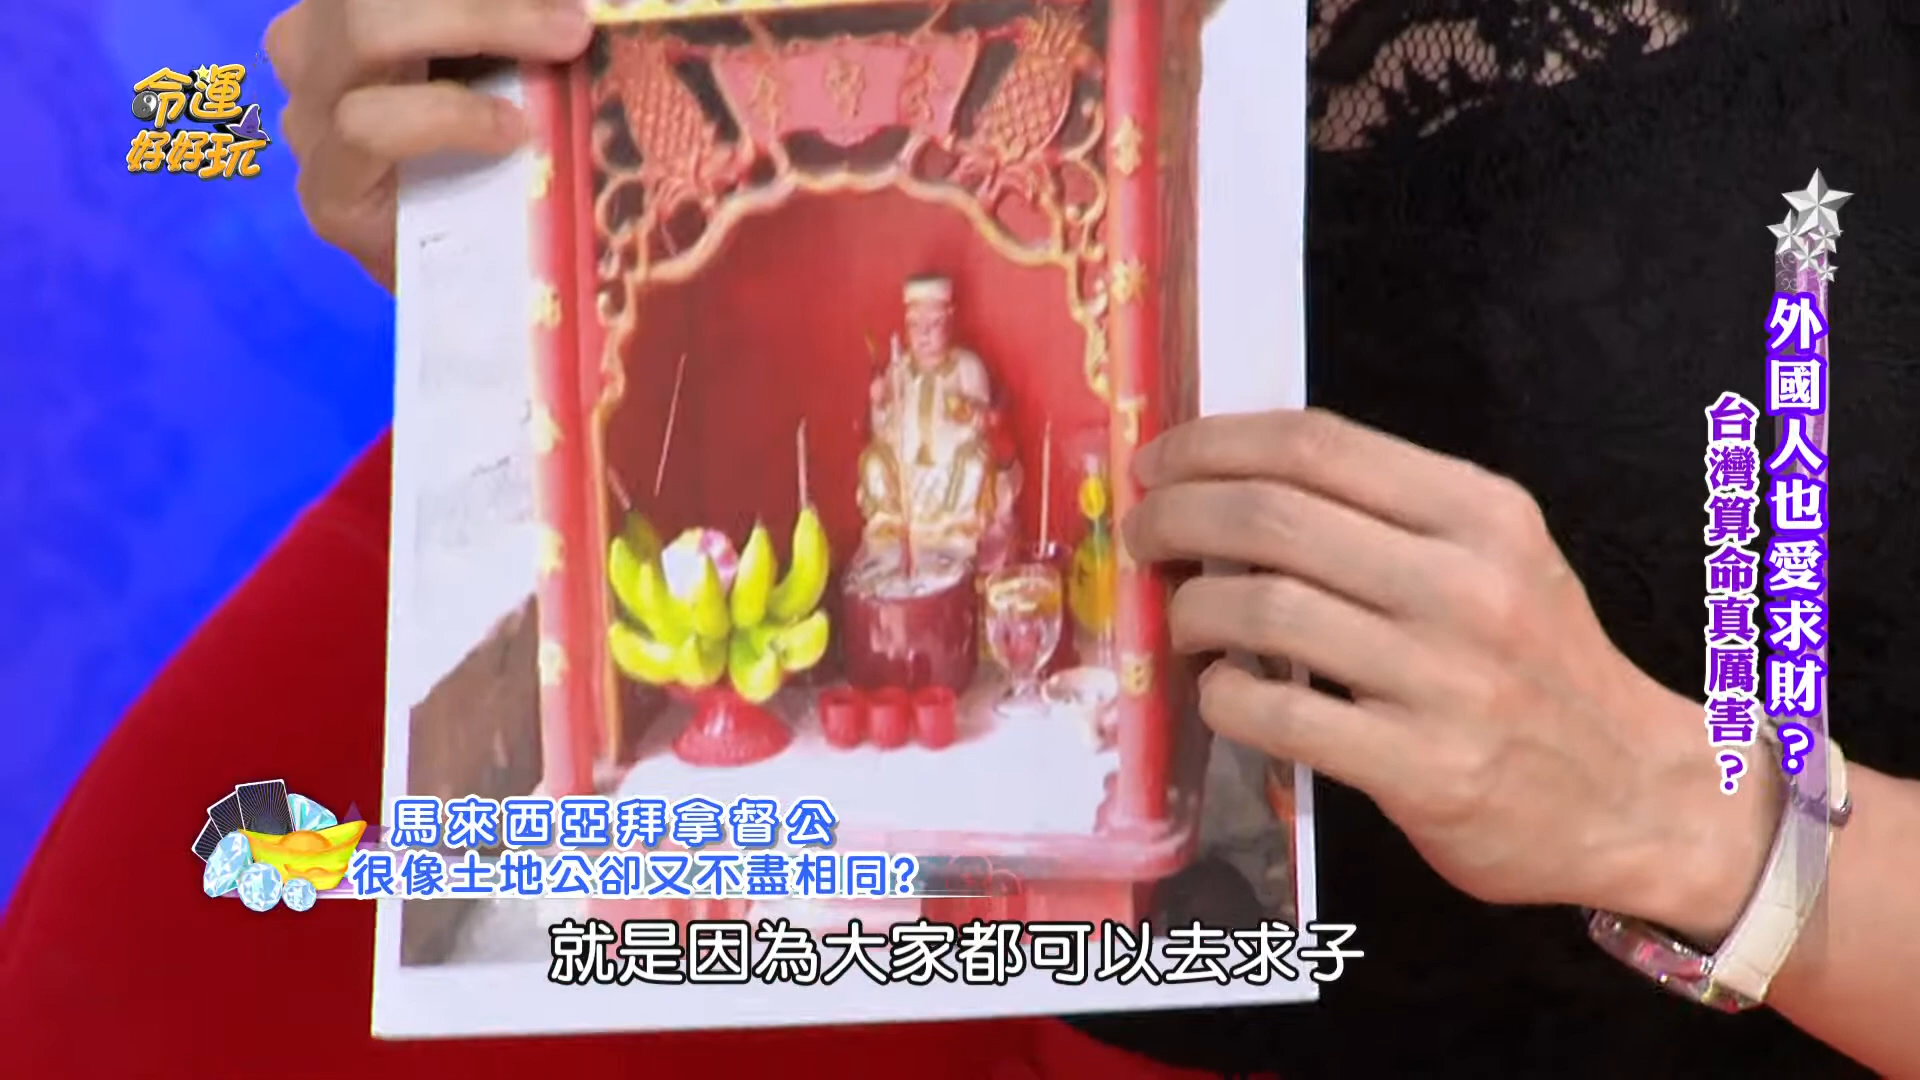 命運
好好玩
外國人也愛求財?
台灣算命真厲害?
馬來西亞拜拿督公
很像土地公卻又不盡相同?
就是因為大家都可以去求子